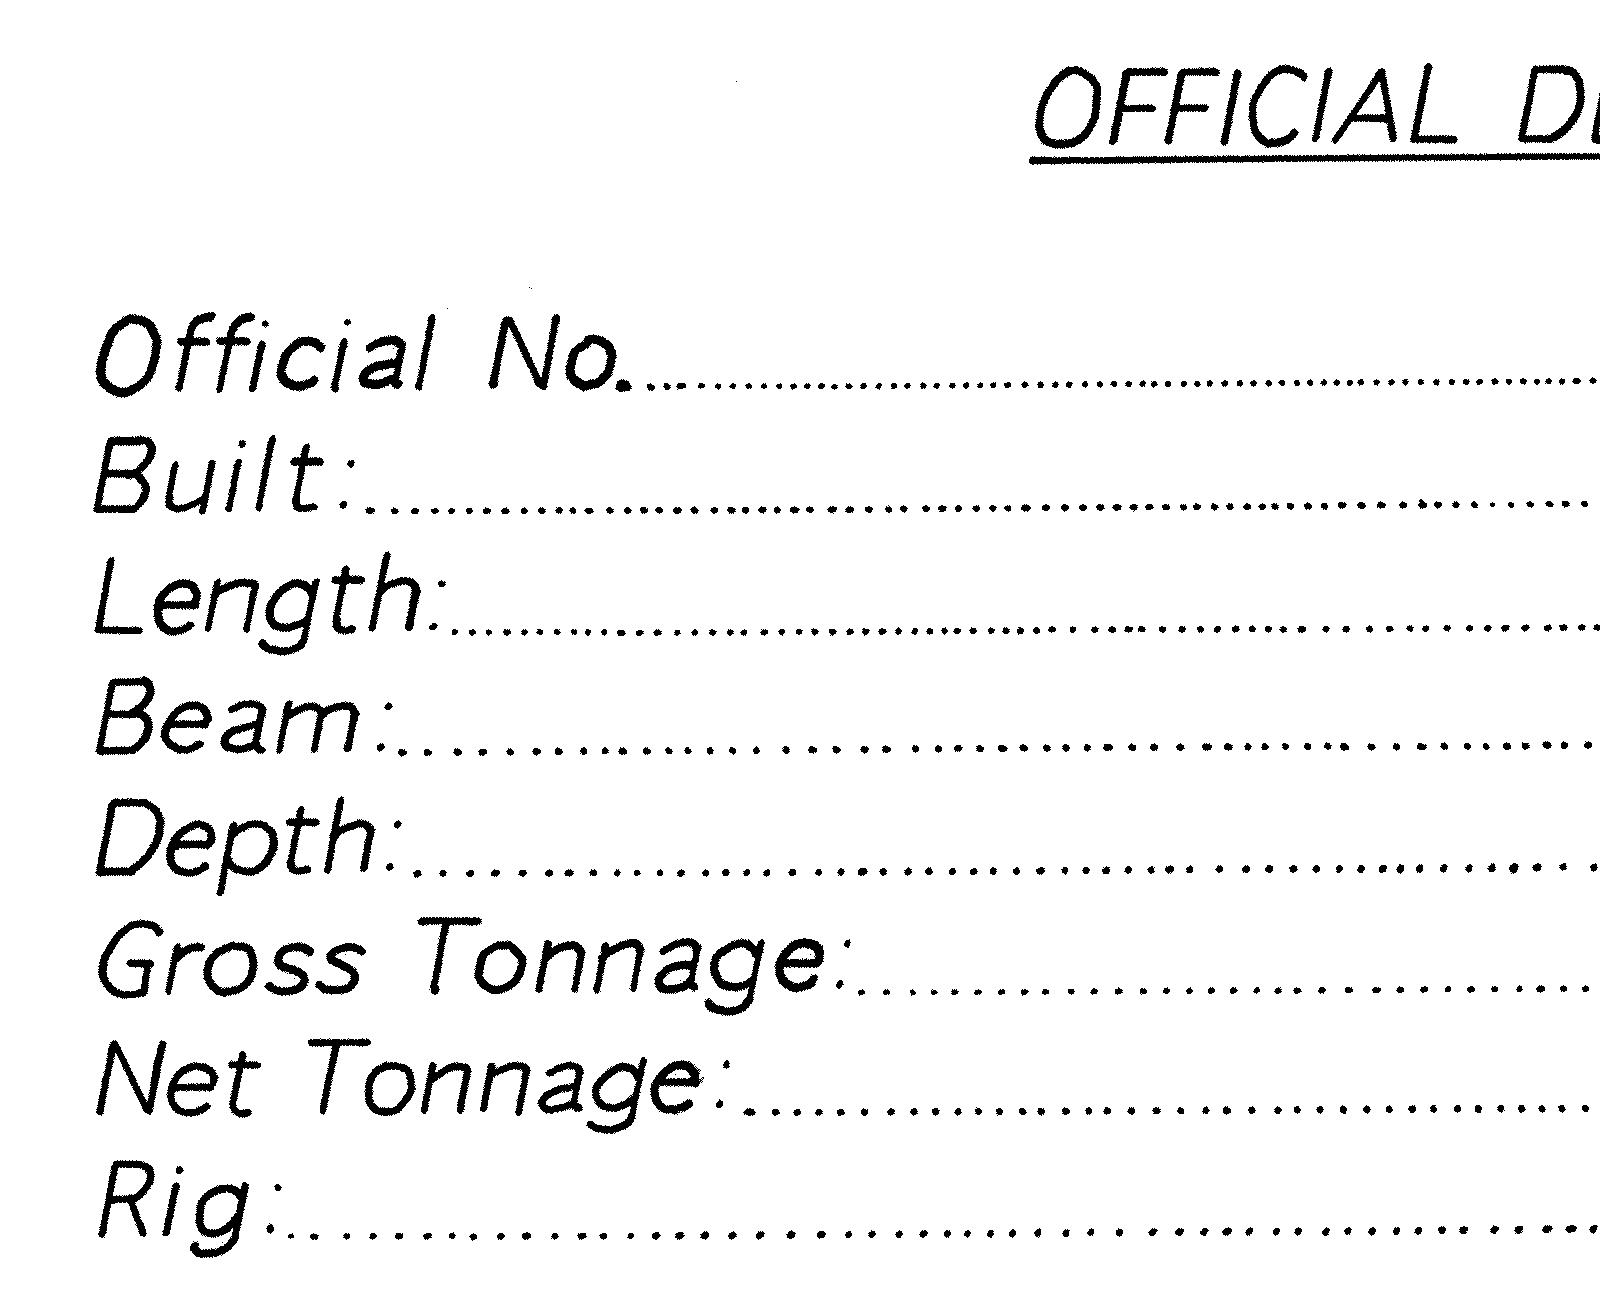 OFFICIAL
Official No.
Built:
Length:
Beam:
Depth:
Gross Tonnage:
Net Tonnage:
Rig: